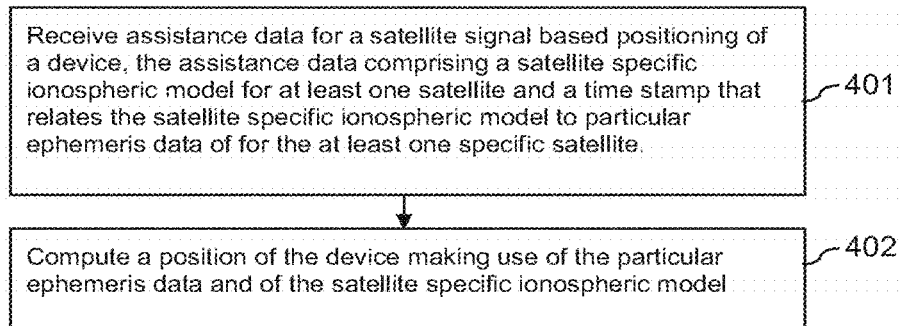 Receive assistance data for a satellite signal based positioning of
a device, the assistance data comprising a satellite specific
ionospheric model for at least one satellite and a time stamp that
relates the satellite specific ionospheric model to particular
ephemeris data of for the at least one specific satellite.
401
Compute a position of the device making use of the particular
ephemeris data and of the satellite specific ionospheric model
402